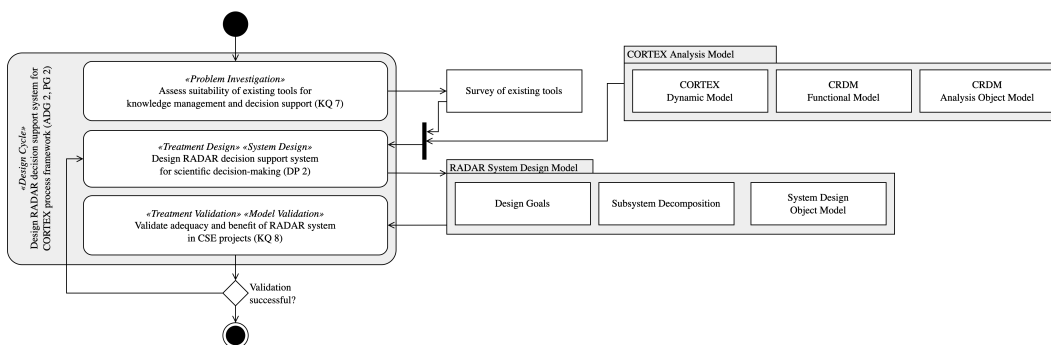 «Design Cycle»
Design RADAR decision support system for
CORTEX process framework (ADG 2, PG 2)
«Problem Investigation»
Assess suitability of existing tools for
knowledge management and decision support (KQ 7)
Survey of existing tools
CORTEX Analysis Model
CORTEX
Dynamic Model
CRDM
Functional Model
CRDM
Analysis Object Model
«Treatment Design» «System Design»
Design RADAR decision support system
for scientific decision-making (DP 2)
RADAR System Design Model
Design Goals
Subsystem Decomposition
System Design
Object Model
«Treatment Validation» «Model Validation»
Validate adequacy and benefit of RADAR system
in CSE projects (KQ 8)
Validation
successful?